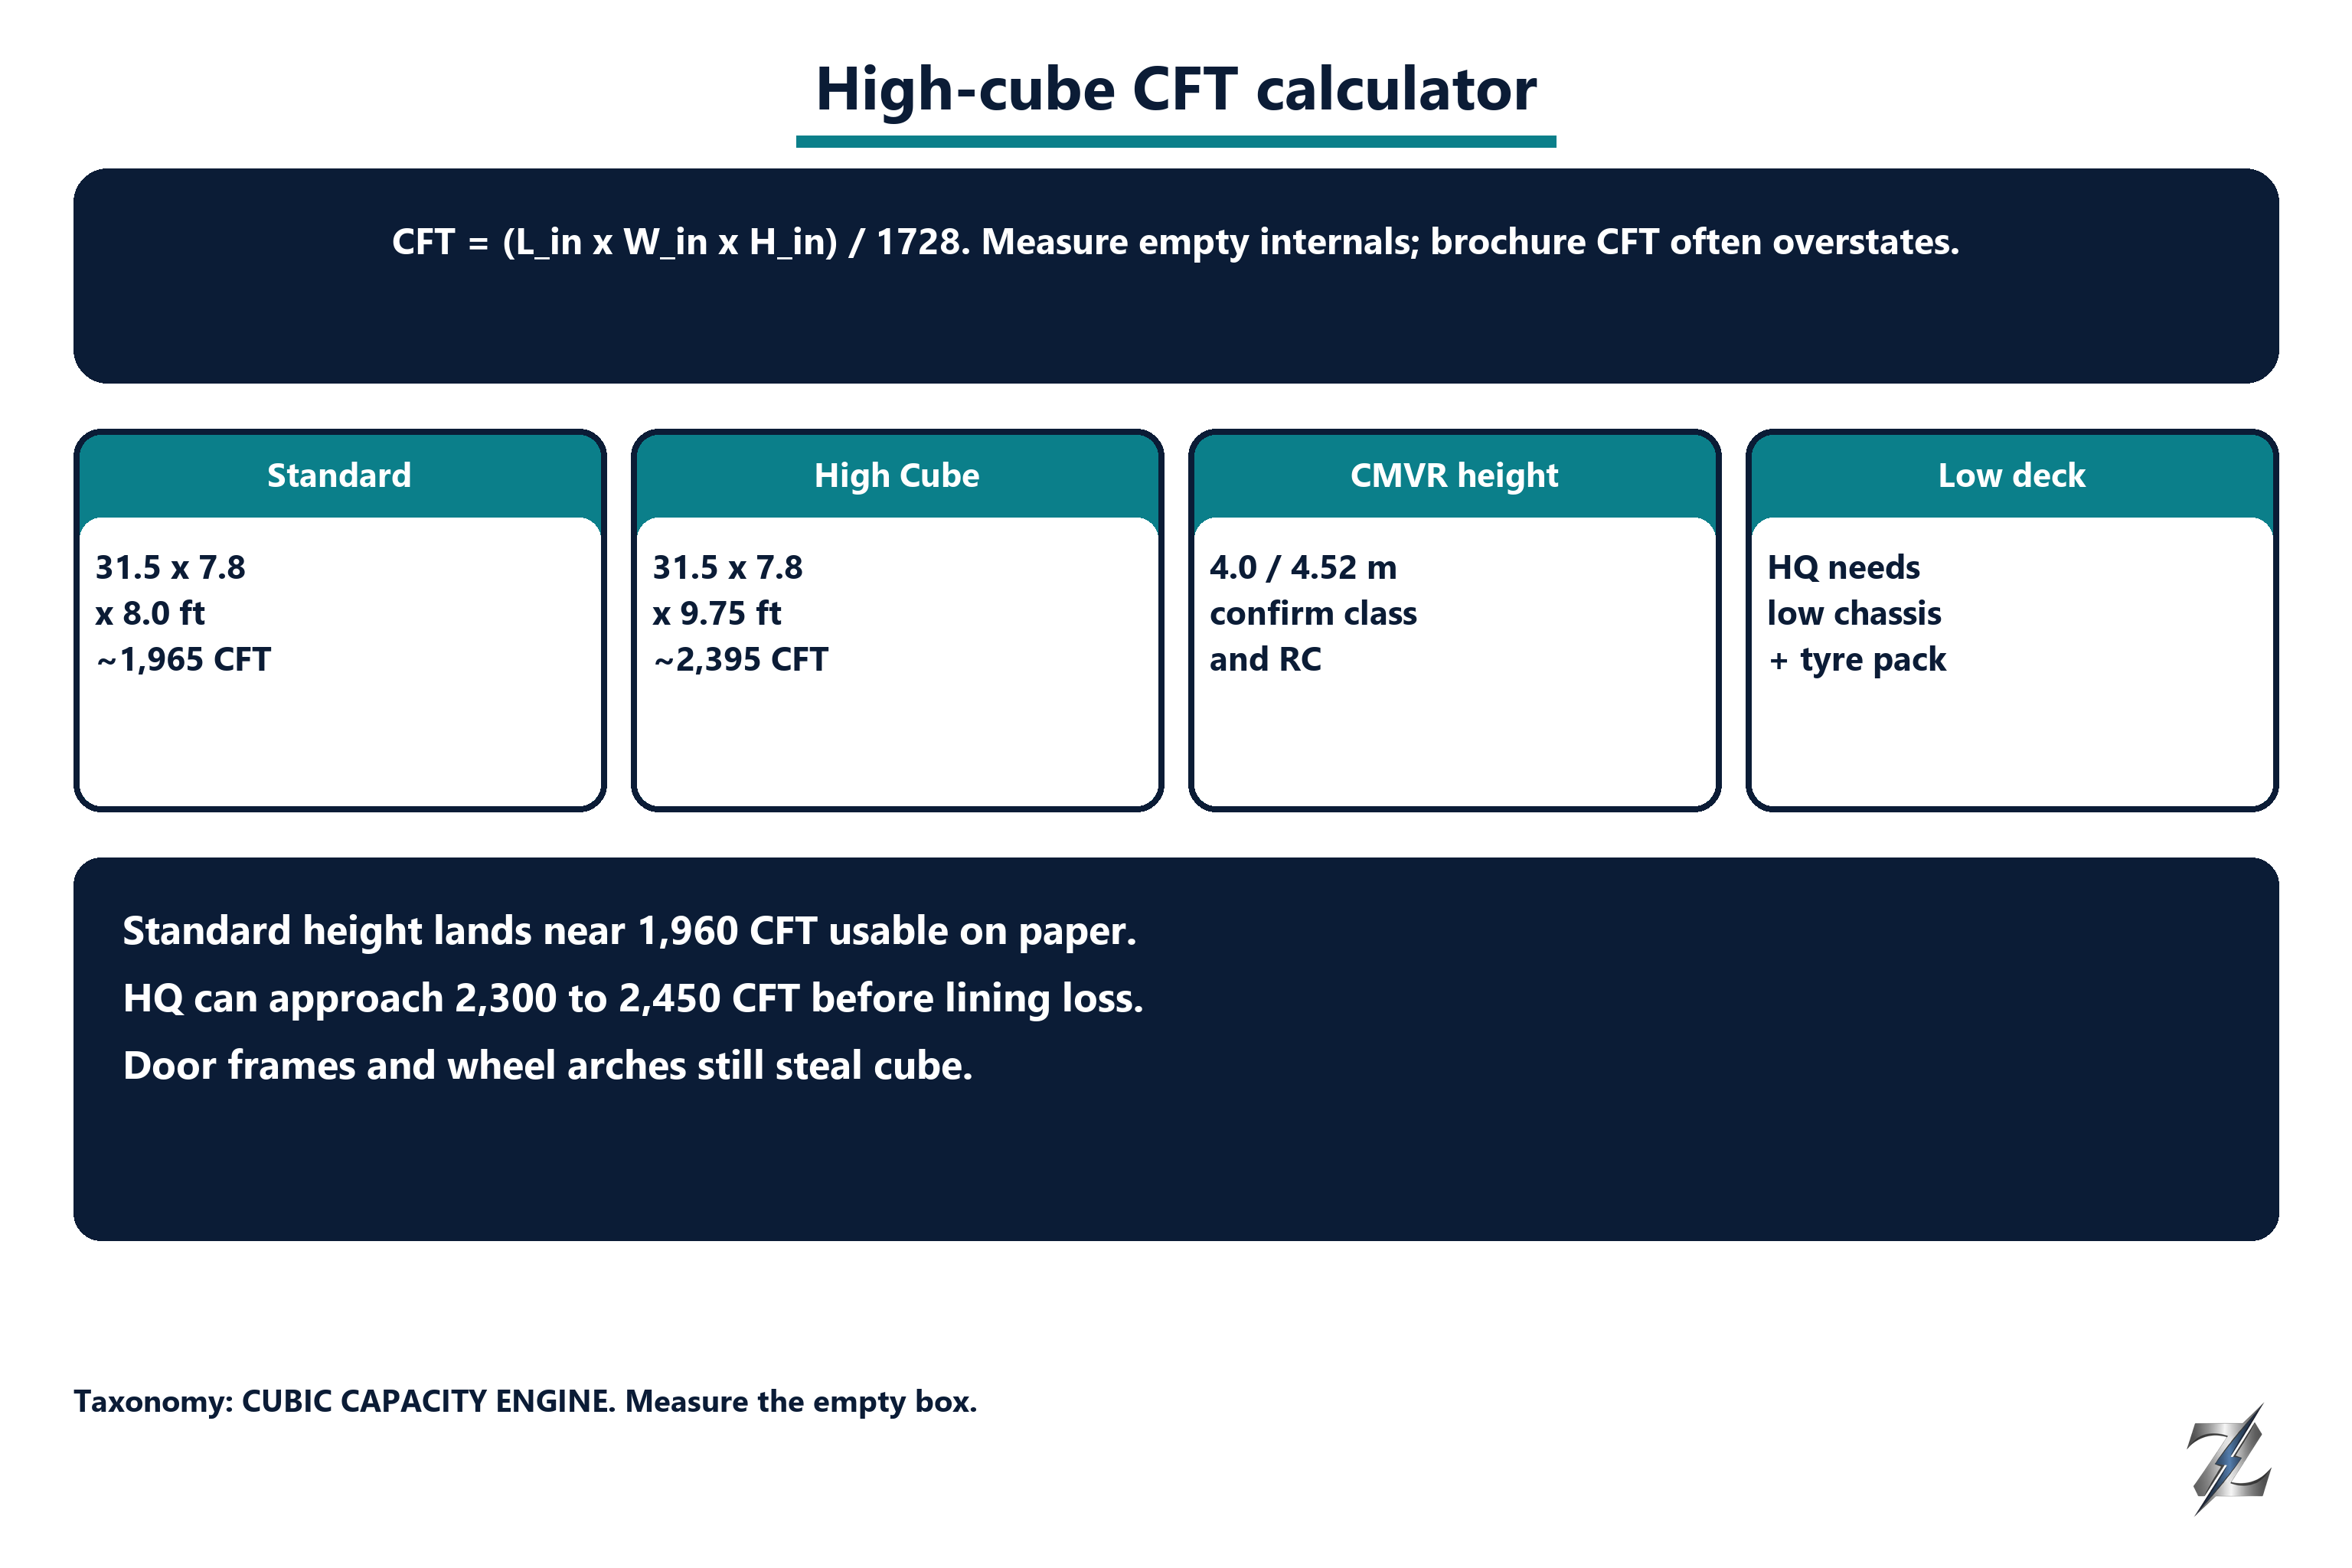 High-cube CFT calculator
CFT = (L_in x W_in x H_in) / 1728. Measure empty internals; brochure CFT often overstates.
Standard
31.5 x 7.8
x 8.0 ft
~1,965 CFT
High Cube
31.5 x 7.8
x 9.75 ft
~2,395 CFT
CMVR height
4.0 / 4.52 m
confirm class
and RC
Low deck
HQ needs
low chassis
+ tyre pack
Standard height lands near 1,960 CFT usable on paper.
HQ can approach 2,300 to 2,450 CFT before lining loss.
Door frames and wheel arches still steal cube.
Taxonomy: CUBIC CAPACITY ENGINE. Measure the empty box.
Z